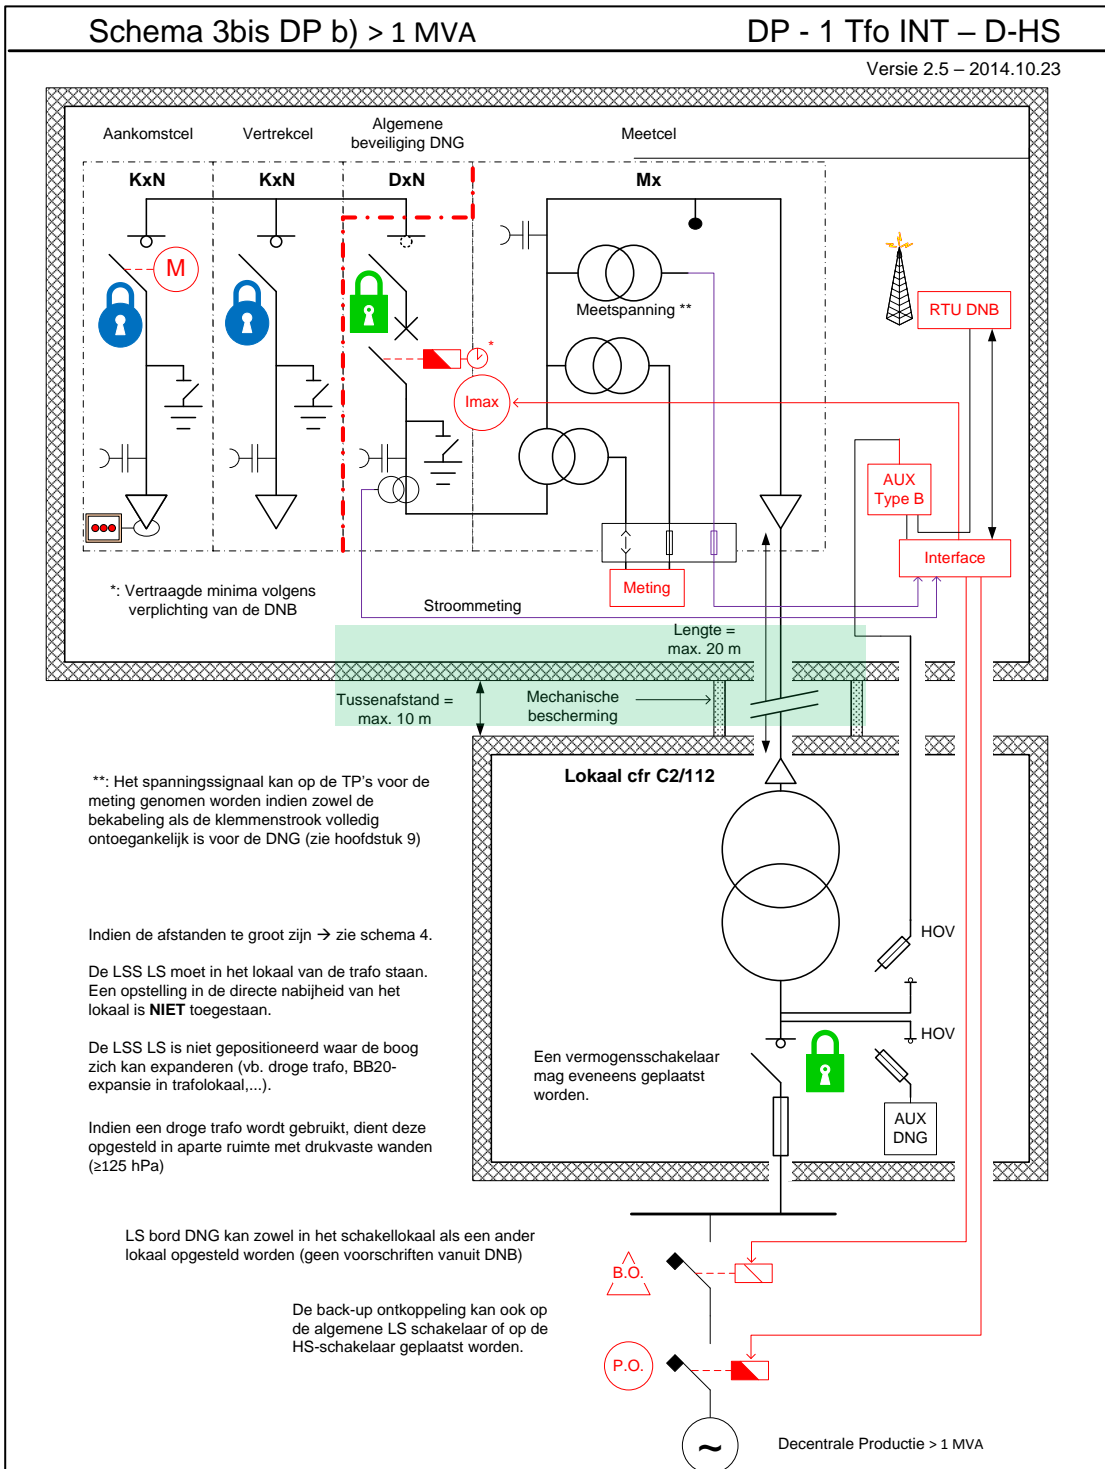 Schema 3bis DP b) > 1 MVA
DP - 1 Tfo INT – D-HS
Versie 2.5 – 2014.10.23
Aankomstcel
Vertrekcel
Algemene
beveiliging DNG
Meetcel
KxN
KxN
DxN
Mx
M
Meetspanning **
RTU DNB
*
Imax
AUX
Type B
Interface
Meting
*: Vertraagde minima volgens
verplichting van de DNB
Stroommeting
Lengte =
max. 20 m
Tussenafstand =
max. 10 m
Mechanische
bescherming
Lokaal cfr C2/112
**: Het spanningssignaal kan op de TP's voor de
meting genomen worden indien zowel de
bekabeling als de klemmenstrook volledig
ontoegankelijk is voor de DNG (zie hoofdstuk 9)
Indien de afstanden te groot zijn → zie schema 4.
De LSS LS moet in het lokaal van de trafo staan.
Een opstelling in de directe nabijheid van het
lokaal is NIET toegestaan.
De LSS LS is niet gepositioneerd waar de boog
zich kan expanderen (vb. droge trafo, BB20-
expansie in trafolokaal,...).
Indien een droge trafo wordt gebruikt, dient deze
opgesteld in aparte ruimte met drukvaste wanden
(≥125 hPa)
HOV
HOV
Een vermogensschakelaar
mag eveneens geplaatst
worden.
AUX
DNG
LS bord DNG kan zowel in het schakellokaal als een ander
lokaal opgesteld worden (geen voorschriften vanuit DNB)
B.O.
De back-up ontkoppeling kan ook op
de algemene LS schakelaar of op de
HS-schakelaar geplaatst worden.
P.O.
~
Decentrale Productie > 1 MVA